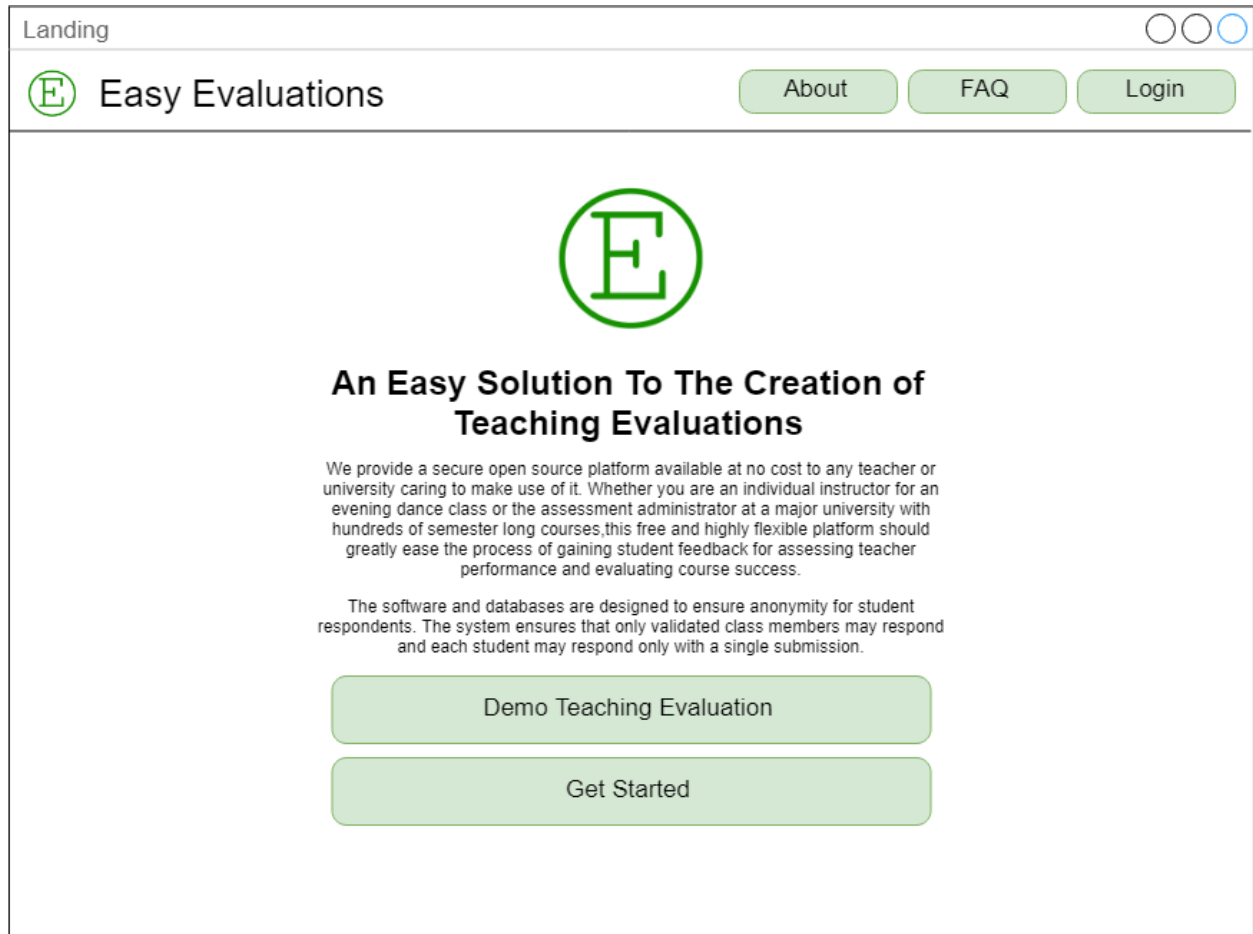 Landing
E Easy Evaluations About FAQ Login
E
An Easy Solution To The Creation of
Teaching Evaluations
We provide a secure open source platform available at no cost to any teacher or
university caring to make use of it. Whether you are an individual instructor for an
evening dance class or the assessment administrator at a major university with
hundreds of semester long courses,this free and highly flexible platform should
greatly ease the process of gaining student feedback for assessing teacher
performance and evaluating course success.
The software and databases are designed to ensure anonymity for student
respondents. The system ensures that only validated class members may respond
and each student may respond only with a single submission.
Demo Teaching Evaluation
Get Started